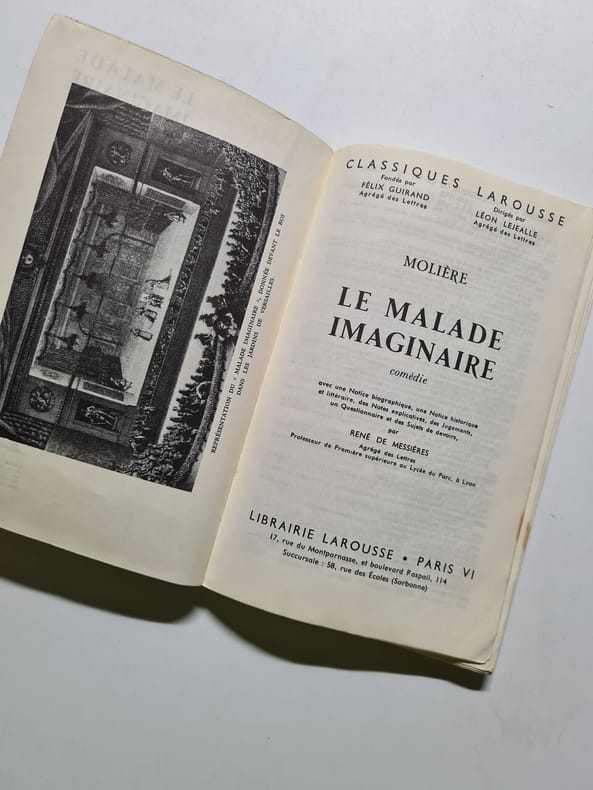 REPRÉSENTATION DU « MALADE IMAGINAIRE », DONNÉE DEVANT LE ROI
DANS LES JARDINS DE VERSAILLES.
CLASSIQUES LAROUSSE
Fondés par
FÉLIX GUIRAND
Agrégé des Lettres
Dirigés par
LÉON LEJEALLE
Agrégé des Lettres
MOLIÈRE
LE MALADE
IMAGINAIRE
comédie
avec une Notice biographique, une Notice historique
et littéraire, des Notes explicatives, des Jugements,
un Questionnaire et des Sujets de devoirs,
par
RENÉ DE MESSIÈRES
Agrégé des Lettres
Professeur de Première supérieure au Lycée du Parc, à Lyon
LIBRAIRIE LAROUSSE • PARIS VI
17, rue du Montparnasse, et boulevard Raspail, 114
Succursale : 58, rue des Écoles (Sorbonne)
LE MALADE
IMAGINAIRE